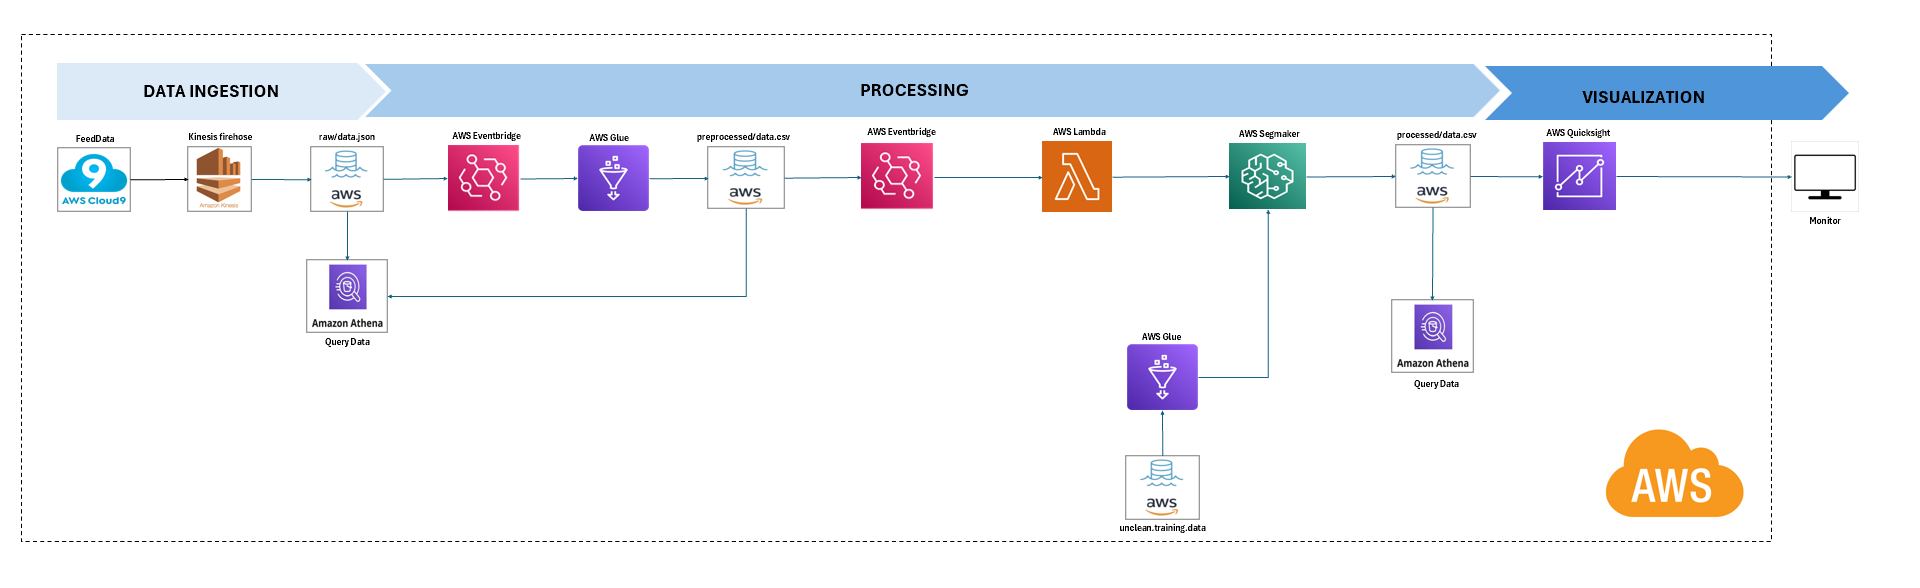 DATA INGESTION
PROCESSING
VISUALIZATION
FeedData
Kinesis firehose
raw/data.json
AWS Eventbridge
AWS Glue
preprocessed/data.csv
AWS Eventbridge
AWS Lambda
AWS Segmaker
processed/data.csv
AWS Quicksight
9
AWS Cloud9
Amazon Kinesis
aws
aws
aws
Monitor
Amazon Athena
Query Data
AWS Glue
Amazon Athena
Query Data
aws
unclean.training.data
AWS